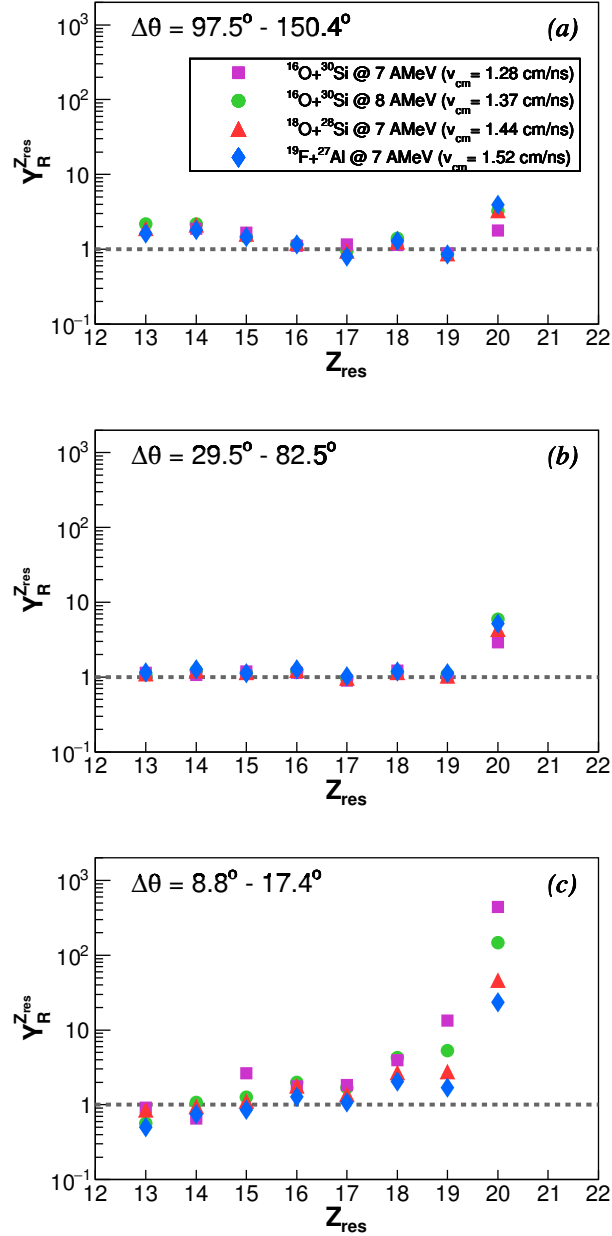 Δθ = 97.5° - 150.4° (a)
¹⁶O+³⁰Si @ 7 AMeV (v_cm= 1.28 cm/ns)
¹⁶O+³⁰Si @ 8 AMeV (v_cm= 1.37 cm/ns)
¹⁸O+²⁸Si @ 7 AMeV (v_cm= 1.44 cm/ns)
¹⁹F+²⁷Al @ 7 AMeV (v_cm= 1.52 cm/ns)
10³
10²
10
1
10⁻¹
Y_R^Z_res
12 13 14 15 16 17 18 19 20 21 22
Z_res
Δθ = 29.5° - 82.5° (b)
10³
10²
10
1
10⁻¹
Y_R^Z_res
12 13 14 15 16 17 18 19 20 21 22
Z_res
Δθ = 8.8° - 17.4° (c)
10³
10²
10
1
10⁻¹
Y_R^Z_res
12 13 14 15 16 17 18 19 20 21 22
Z_res